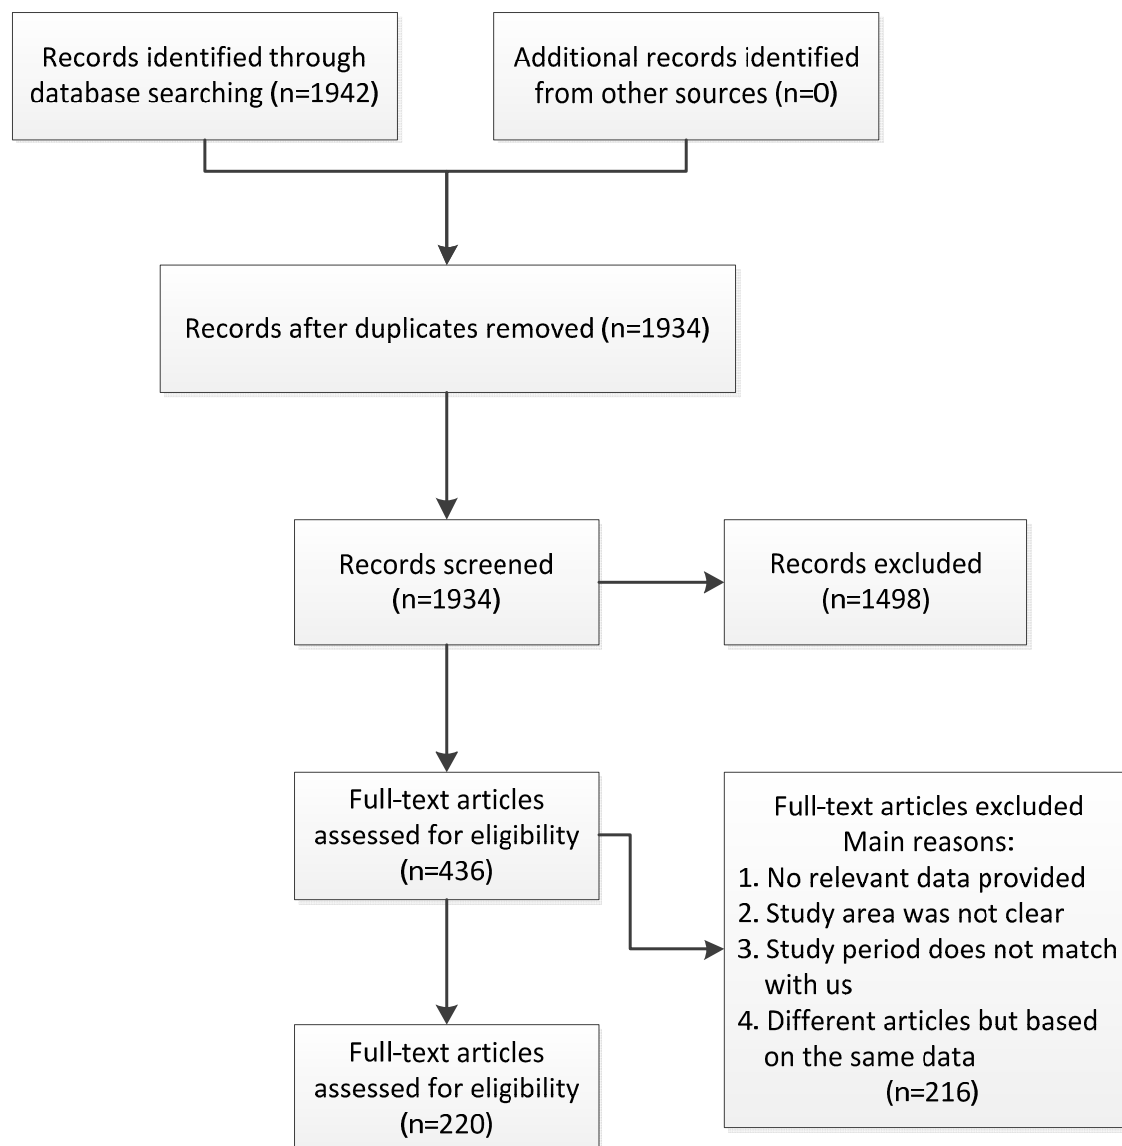 Records identified through
database searching (n=1942)
Additional records identified
from other sources (n=0)
Records after duplicates removed (n=1934)
Records screened
(n=1934)
Records excluded
(n=1498)
Full-text articles
assessed for eligibility
(n=436)
Full-text articles excluded
Main reasons:
1. No relevant data provided
2. Study area was not clear
3. Study period does not match
with us
4. Different articles but based
on the same data
(n=216)
Full-text articles
assessed for eligibility
(n=220)